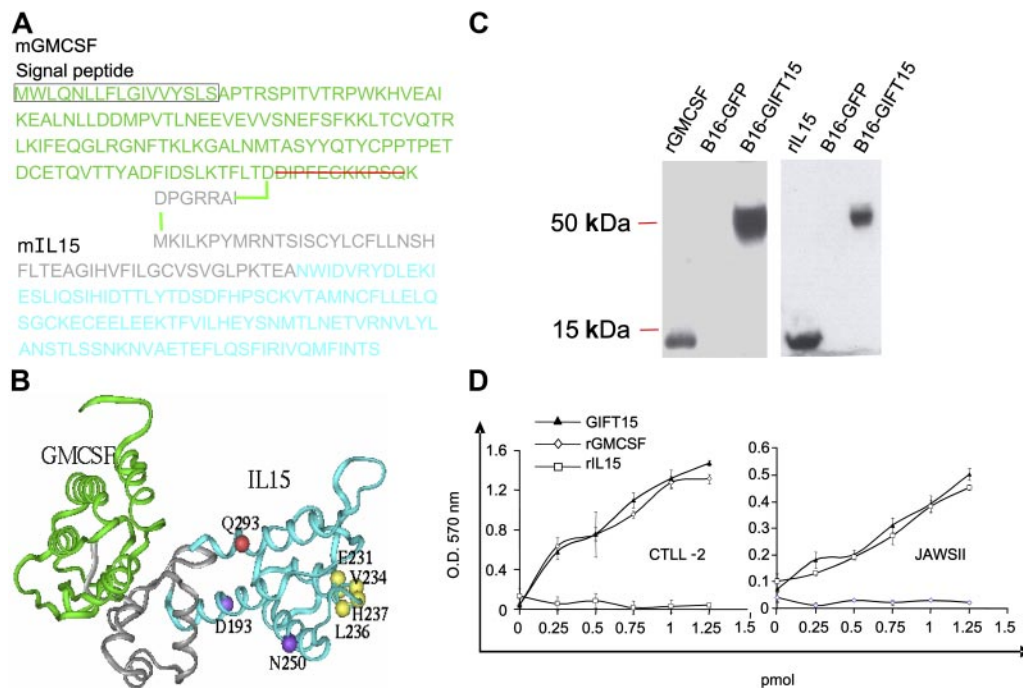 A
mGMCSF
Signal peptide
MWLQNLLFLGIVVYSLSAPTRSPITVTRPWKHVEAI
KEALNLLDDMPVTLNEEVEVVSNEFSFKKLTCVQTR
LKIFEQGLRGNFTKLKGALNMTASYYQTYCPPTPET
DCETQVTTYADFIDSLKTFLTDDIPFECKKPSQK
DPGRRAI
MKILKPYMRNTSISCYLCFLLNSH
mIL15
FLTEAGIHVFILGCVSVGLPKTEANWIDVRYDLEKI
ESLIQSIHIDTTLYTDSDFHPSCKVTAMNCFLLELQ
SGCKECEELEEKTFVILHEYSNMTLNETVRNVLYL
ANSTLSSNKNVAETEFLQSFIRIVQMFINTS
B
GMCSF
IL15
Q293
E231
V234
H237
L236
D193
N250
C
rGMCSF
B16-GFP
B16-GIFT15
rIL15
B16-GFP
B16-GIFT15
50 kDa
15 kDa
D
GIFT15
rGMCSF
rIL15
O.D. 570 nm
1.6
1.2
0.8
0.4
0
CTLL -2
0 0.25 0.5 0.75 1 1.25 1.5
0.6
0.5
0.4
0.3
0.2
0.1
0
JAWSII
0 0.25 0.5 0.75 1 1.25 1.5
pmol